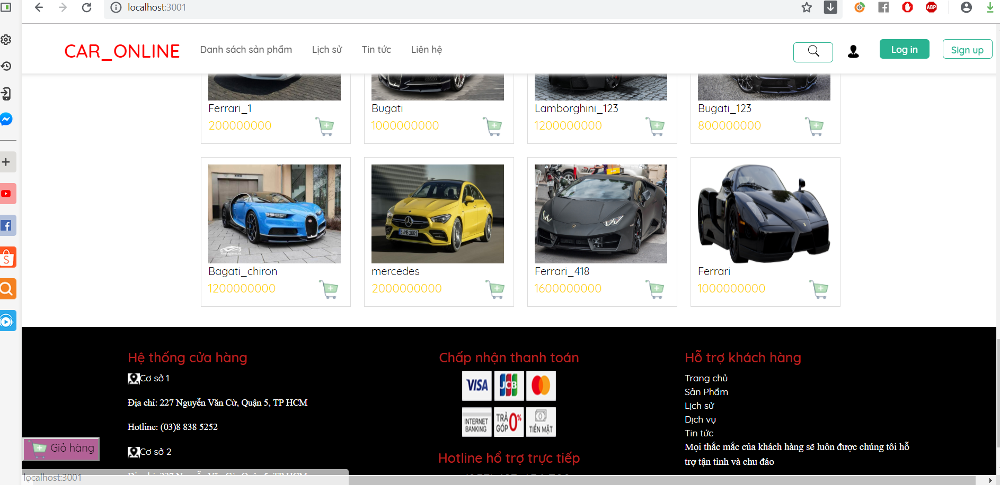 localhost:3001
ABP
CAR_ONLINE
Danh sách sản phẩm
Lịch sử
Tin tức
Liên hệ
Log in
Sign up
Ferrari_1
200000000
Bugati
1000000000
Lamborghini_123
1200000000
Bugati_123
800000000
DRIVA
S·MB 1001
Bagati_chiron
1200000000
mercedes
2000000000
Ferrari_418
1600000000
Ferrari
1000000000
Hệ thống cửa hàng
Cơ sở 1
Địa chỉ: 227 Nguyễn Văn Cừ, Quận 5, TP HCM
Hotline: (03)8 838 5252
Cơ sở 2
Chấp nhận thanh toán
VISA
JCB
INTERNET
BANKING
TRẢ
GÓP 0%
TIỀN MẶT
Hotline hổ trợ trực tiếp
Hỗ trợ khách hàng
Trang chủ
Sản Phẩm
Lịch sử
Dịch vụ
Tin tức
Mọi thắc mắc của khách hàng sẽ luôn được chúng tôi hỗ
trợ tận tình và chu đáo
Giỏ hàng
localhost:3001